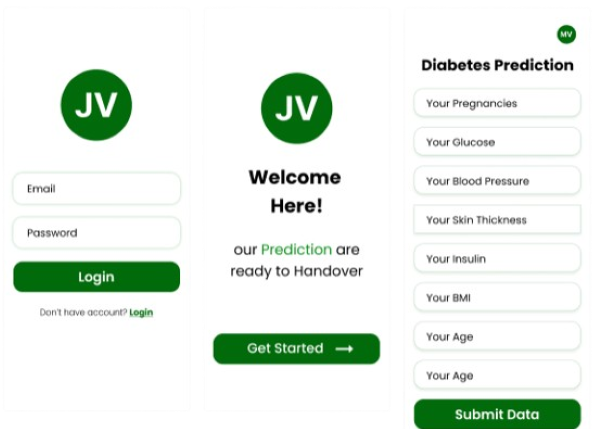 JV
Email
Password
Login
Don't have account? Login
JV
Welcome
Here!
our Prediction are
ready to Handover
Get Started
MV
Diabetes Prediction
Your Pregnancies
Your Glucose
Your Blood Pressure
Your Skin Thickness
Your Insulin
Your BMI
Your Age
Your Age
Submit Data